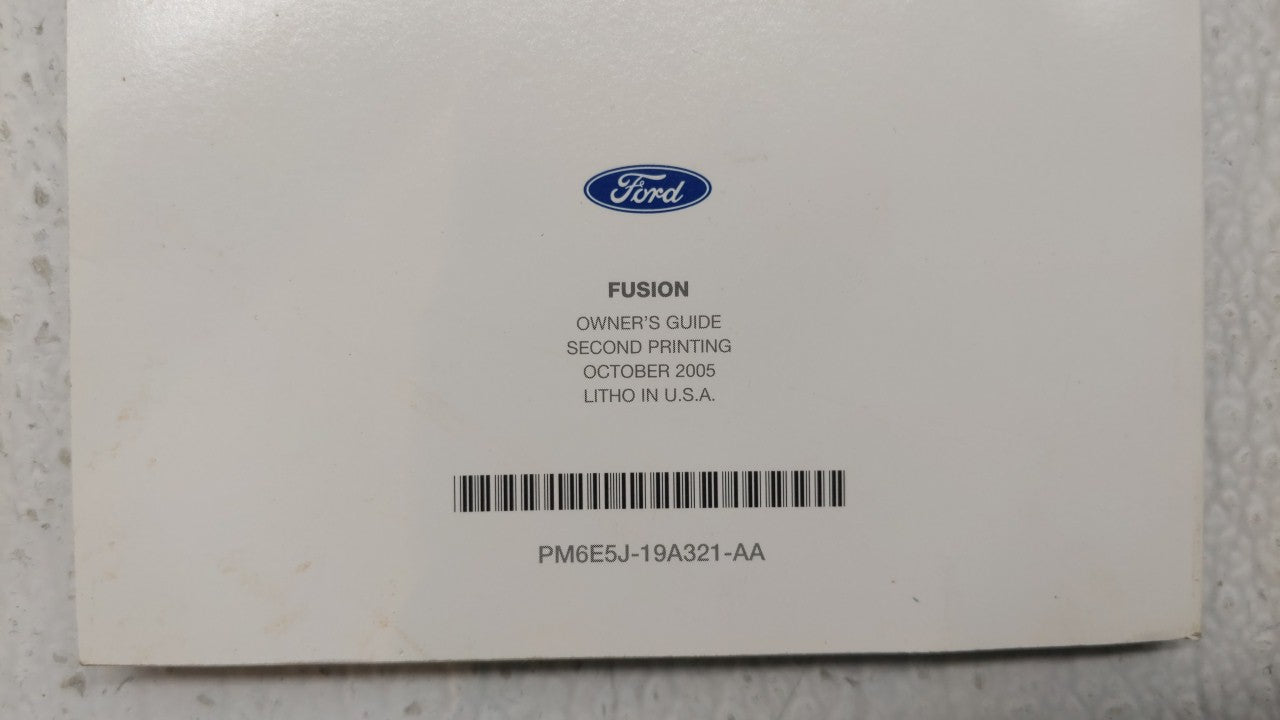 Ford
FUSION
OWNER'S GUIDE
SECOND PRINTING
OCTOBER 2005
LITHO IN U.S.A.
PM6E5J-19A321-AA